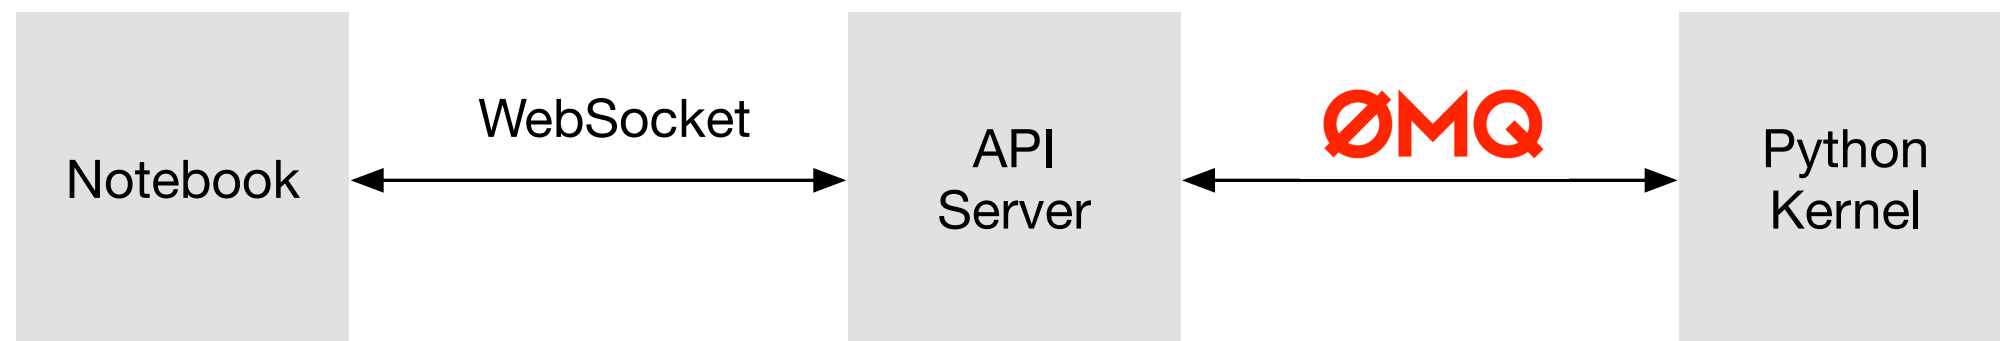 Notebook
WebSocket
API
Server
ØMQ
Python
Kernel